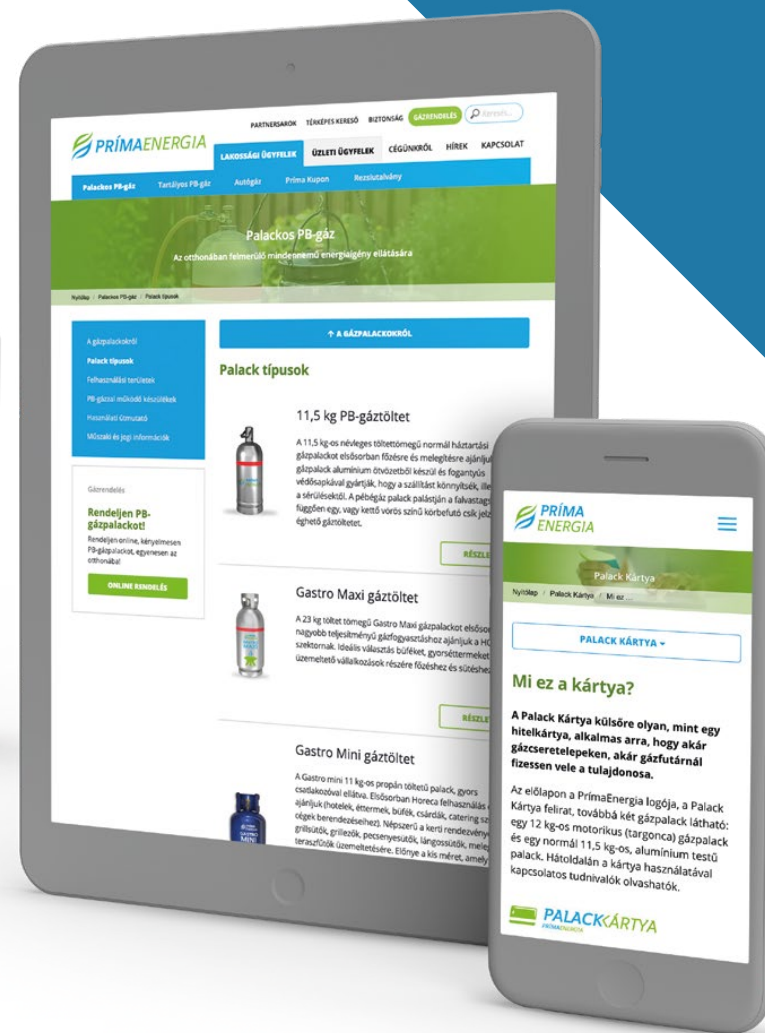 PARTNERSAROK TÉRKÉPES KERESŐ BIZTONSÁG GÁZRENDELÉS Keresés...
PRÍMAENERGIA
LAKOSSÁGI ÜGYFELEK ÜZLETI ÜGYFELEK CÉGÜNKRŐL HÍREK KAPCSOLAT
Palackos PB-gáz Tartályos PB-gáz Autógáz Príma Kupon Rezsiutalvány
Palackos PB-gáz
Az otthonában felmerülő mindennemű energiaigény ellátására
Nyitólap / Palackos PB-gáz / Palack típusok
A gázpalackokról
Palack típusok
Felhasználási területek
PB-gázzal működő készülékek
Használati útmutató
Műszaki és jogi információk
Gázrendelés
Rendeljen PB-
gázpalackot!
Rendeljen online, kényelmesen
PB-gázpalackot, egyenesen az
otthonába!
ONLINE RENDELÉS
↑ A GÁZPALACKOKRÓL
Palack típusok
11,5 kg PB-gáztöltet
A 11,5 kg-os névleges töltettömegű normál háztartási
gázpalackot elsősorban főzésre és melegítésre ajánlju
gázpalack alumínium ötvözetből készül és fogantyús
védősapkával gyártják, hogy a szállítást könnyítsék, ille
a sérülésektől. A pébégáz palack palástján a falvastags
függően egy, vagy kettő vörös színű körbefutó csík jelz
éghető gáztöltetet.
RÉSZLE
Gastro Maxi gáztöltet
A 23 kg töltet tömegű Gastro Maxi gázpalackot elsősor
nagyobb teljesítményű gázfogyasztáshoz ajánljuk a HO
szektornak. Ideális választás büféket, gyorséttermeket
üzemeltető vállalkozások részére főzéshez és sütéshez
RÉSZLE
Gastro Mini gáztöltet
A Gastro mini 11 kg-os propán töltetű palack, gyors
csatlakozóval ellátva. Elsősorban Horeca felhasználás
ajánljuk (hotelek, éttermek, büfék, csárdák, catering sz
cégek berendezéseihez). Népszerű a kerti rendezvénye
grillsütők, grillezők, pecsenyesütők, lángossütők, meleg
teraszfűtők üzemeltetésére. Előnye a kis méret, amely
GASTRO
MINI
PRÍMA
ENERGIA
Palack Kártya
Nyitólap / Palack Kártya / Mi ez ...
PALACK KÁRTYA
Mi ez a kártya?
A Palack Kártya külsőre olyan, mint egy
hitelkártya, alkalmas arra, hogy akár
gázcseretelepeken, akár gázfutárnál
fizessen vele a tulajdonosa.
Az előlapon a PrímaEnergia logója, a Palack
Kártya felirat, továbbá két gázpalack látható:
egy 12 kg-os motorikus (targonca) gázpalack
és egy normál 11,5 kg-os, alumínium testű
palack. Hátoldalán a kártya használatával
kapcsolatos tudnivalók olvashatók.
PALACKKÁRTYA
PRÍMAENERGIA